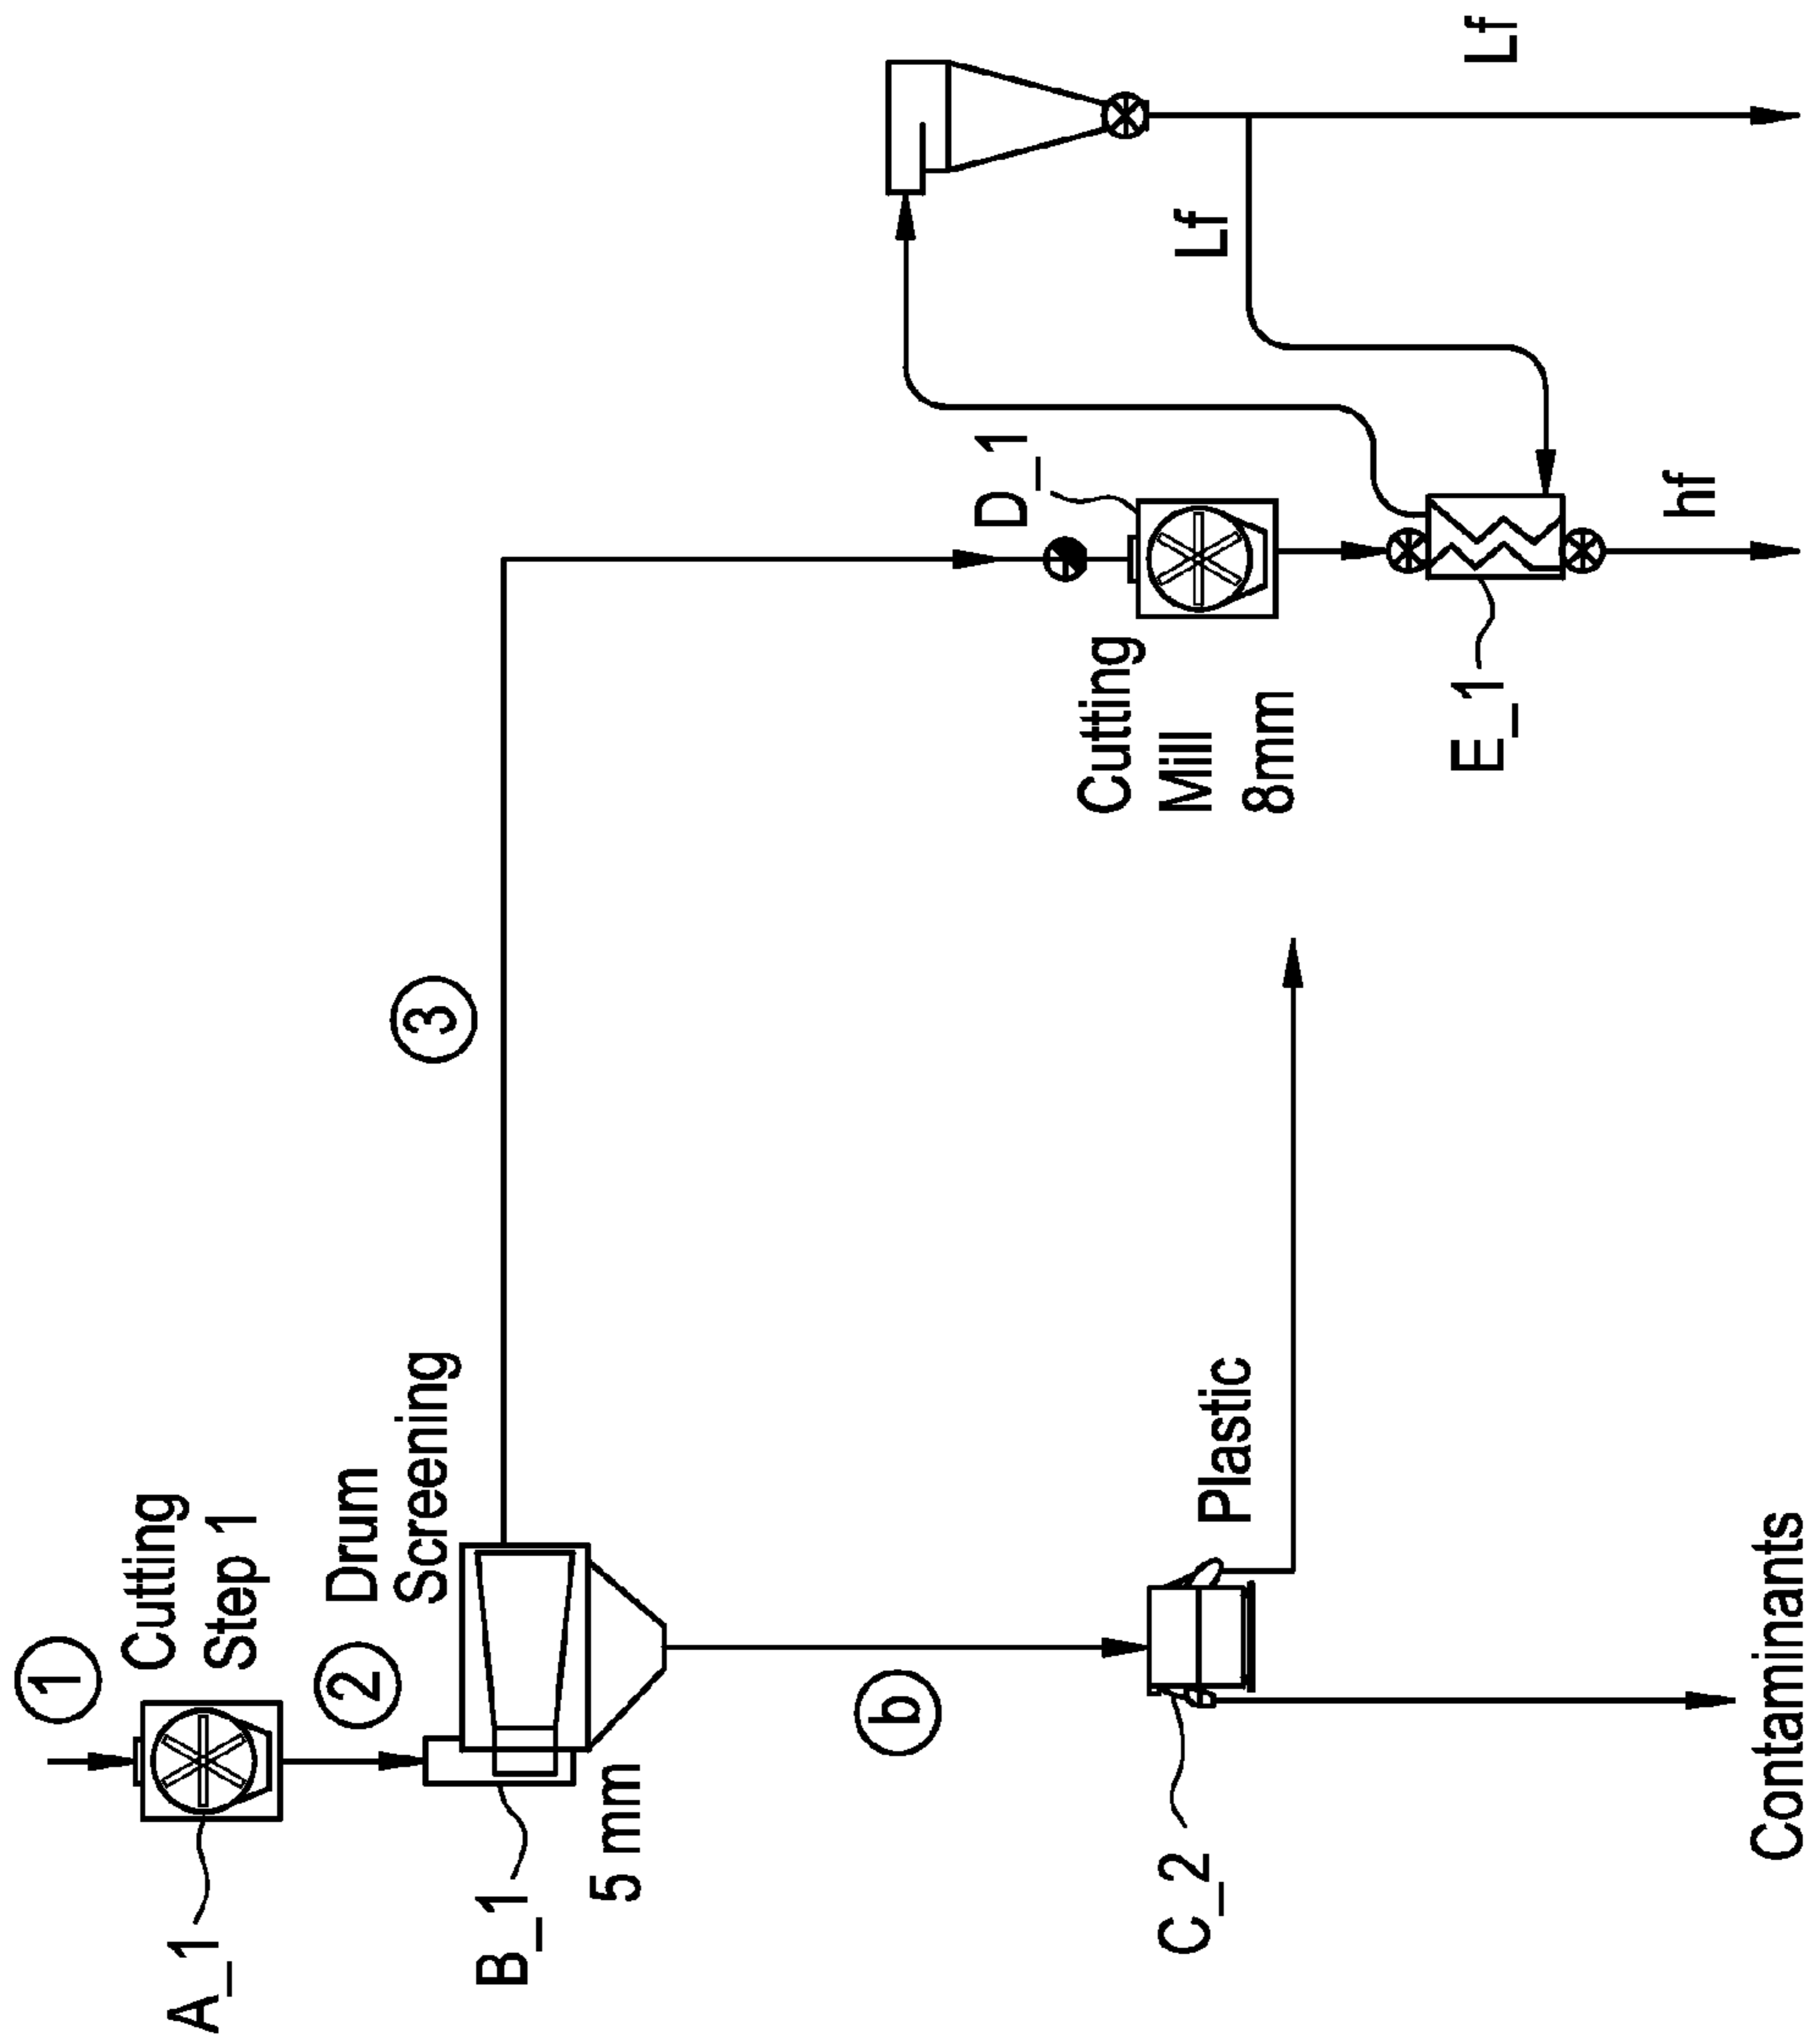 1
Cutting
Step 1
A_1
2
Drum
Screening
B_1
5 mm
3
b
C_2
Plastic
Contaminants
D_1
Cutting
Mill
8mm
E_1
Lf
Lf
hf